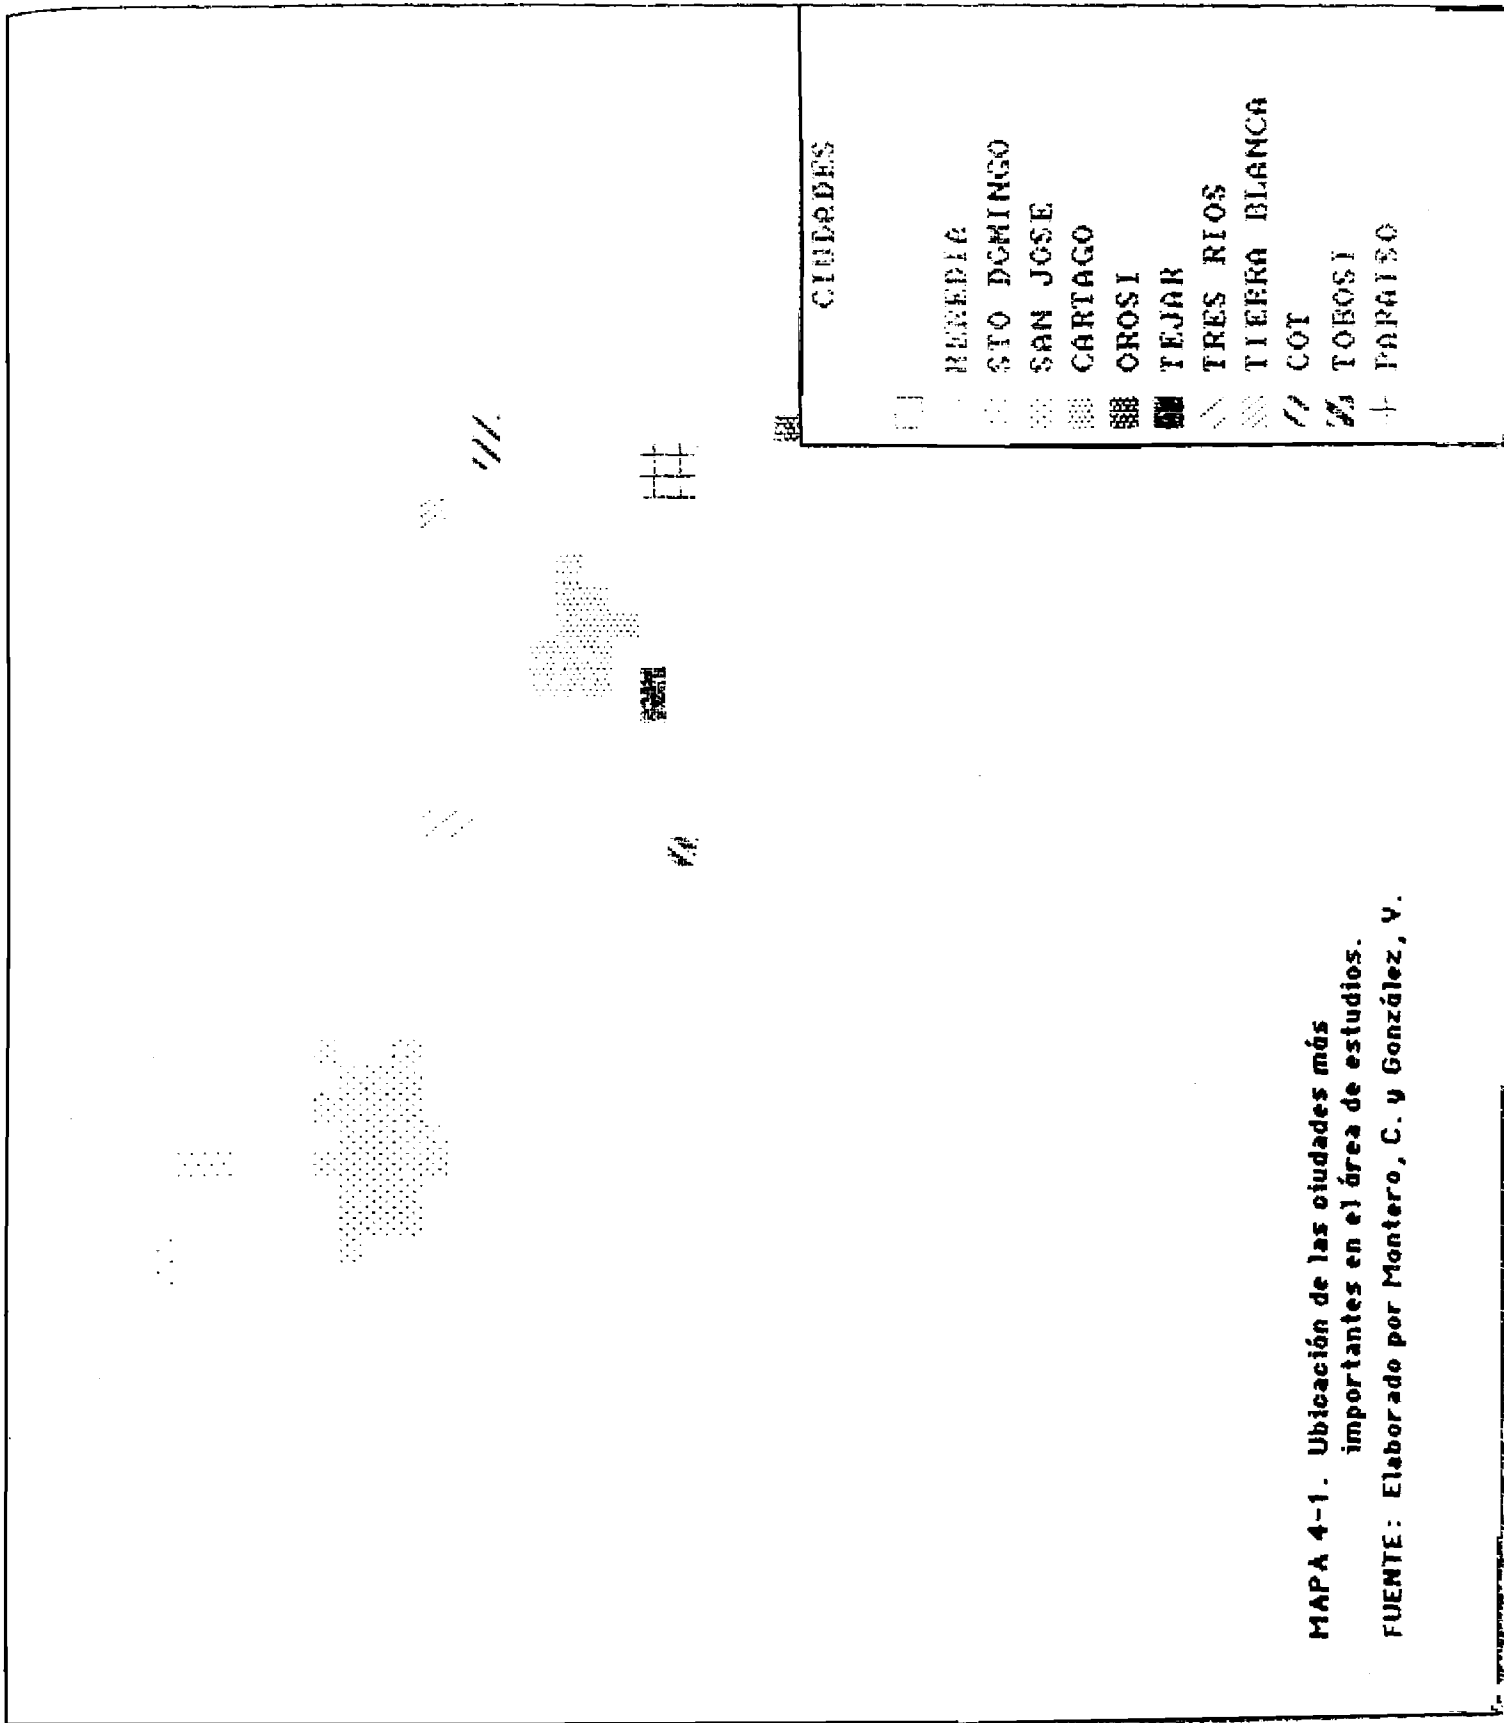 CIUDADES
HEREDIA
STO DOMINGO
SAN JOSE
CARTAGO
OROSI
TEJAR
TRES RIOS
TIERRA BLANCA
COT
TOBOSI
PARAISO
MAPA 4-1. Ubicación de las ciudades más
importantes en el área de estudios.
FUENTE: Elaborado por Montero, C. y González, V.